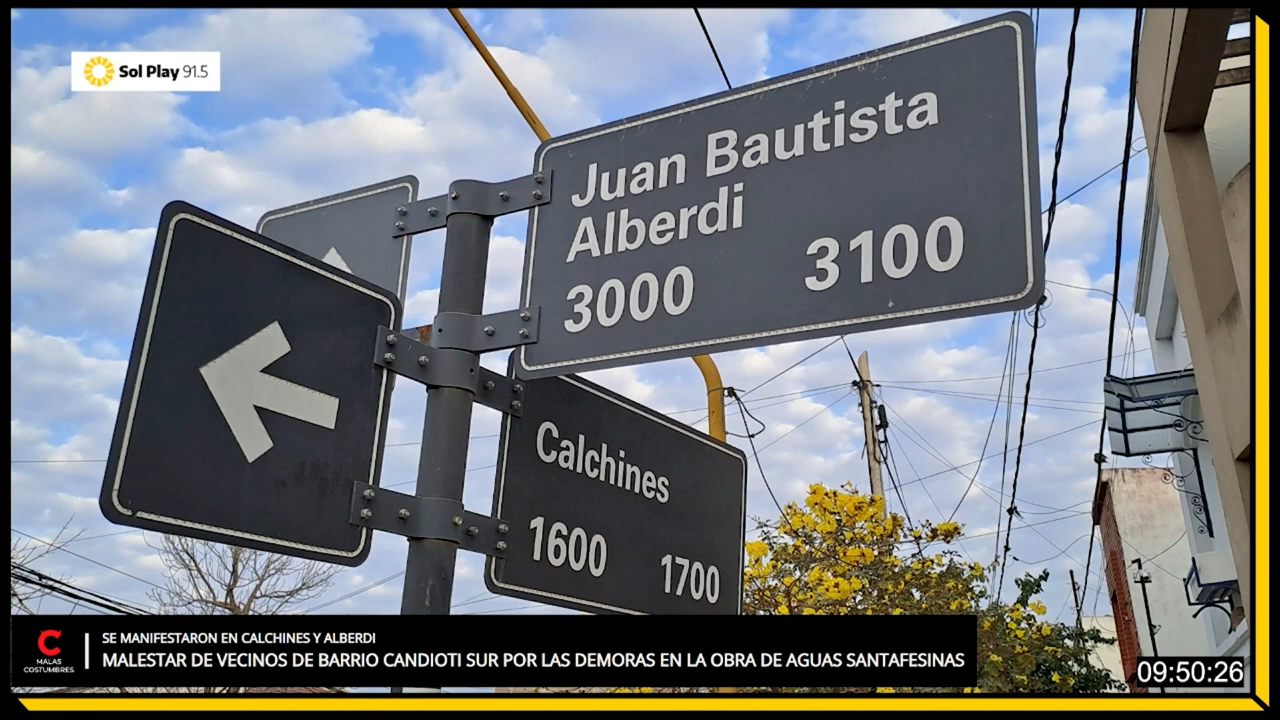 Sol Play 91.5
Juan Bautista
Alberdi
3000 3100
Calchines
1600 1700
C
MALAS
COSTUMBRES
SE MANIFESTARON EN CALCHINES Y ALBERDI
MALESTAR DE VECINOS DE BARRIO CANDIOTI SUR POR LAS DEMORAS EN LA OBRA DE AGUAS SANTAFESINAS
09:50:26